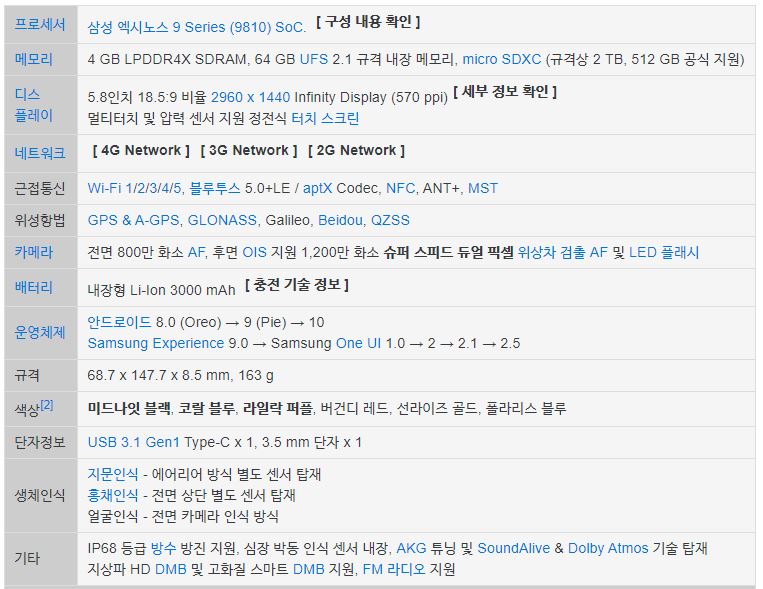 프로세서 삼성 엑시노스 9 Series (9810) SoC. [ 구성 내용 확인 ]
메모리 4 GB LPDDR4X SDRAM, 64 GB UFS 2.1 규격 내장 메모리, micro SDXC (규격상 2 TB, 512 GB 공식 지원)
디스
플레이
5.8인치 18.5:9 비율 2960 x 1440 Infinity Display (570 ppi) [ 세부 정보 확인 ]
멀티터치 및 압력 센서 지원 정전식 터치 스크린
네트워크 [ 4G Network ] [ 3G Network ] [ 2G Network ]
근접통신 Wi-Fi 1/2/3/4/5, 블루투스 5.0+LE / aptX Codec, NFC, ANT+, MST
위성항법 GPS & A-GPS, GLONASS, Galileo, Beidou, QZSS
카메라 전면 800만 화소 AF, 후면 OIS 지원 1,200만 화소 슈퍼 스피드 듀얼 픽셀 위상차 검출 AF 및 LED 플래시
배터리 내장형 Li-Ion 3000 mAh [ 충전 기술 정보 ]
운영체제
안드로이드 8.0 (Oreo) → 9 (Pie) → 10
Samsung Experience 9.0 → Samsung One UI 1.0 → 2 → 2.1 → 2.5
규격 68.7 x 147.7 x 8.5 mm, 163 g
색상[2] 미드나잇 블랙, 코랄 블루, 라일락 퍼플, 버건디 레드, 선라이즈 골드, 폴라리스 블루
단자정보 USB 3.1 Gen1 Type-C x 1, 3.5 mm 단자 x 1
생체인식
지문인식 - 에어리어 방식 별도 센서 탑재
홍채인식 - 전면 상단 별도 센서 탑재
얼굴인식 - 전면 카메라 인식 방식
기타
IP68 등급 방수 방진 지원, 심장 박동 인식 센서 내장, AKG 튜닝 및 SoundAlive & Dolby Atmos 기술 탑재
지상파 HD DMB 및 고화질 스마트 DMB 지원, FM 라디오 지원